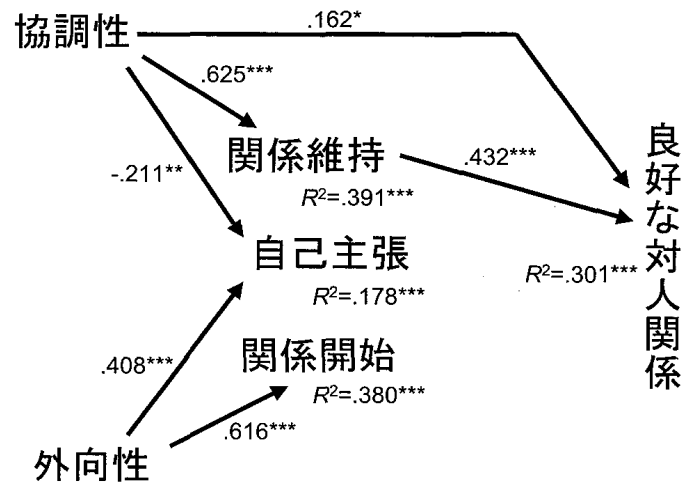 協調性
.162*
.625***
-.211**
関係維持
R²=.391***
.432***
良好な対人関係
自己主張
R²=.178***
R²=.301***
.408***
関係開始
R²=.380***
.616***
外向性